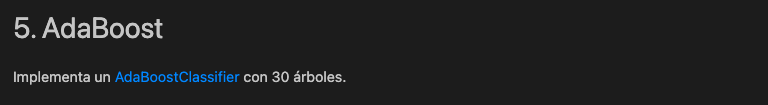 5. AdaBoost
Implementa un AdaBoostClassifier con 30 árboles.